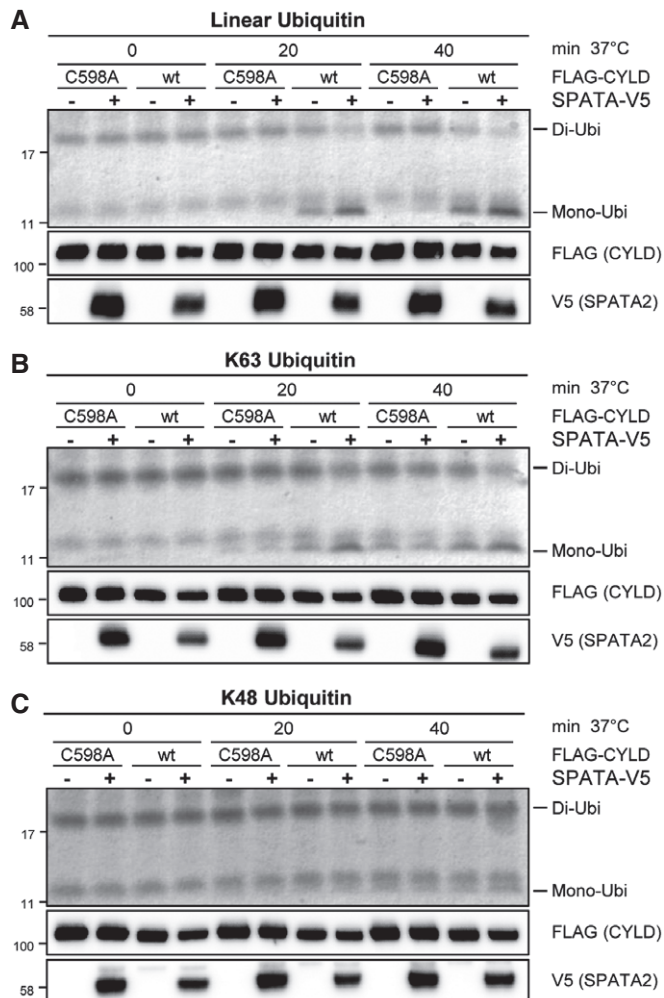 A
Linear Ubiquitin
0 20 40 min 37°C
C598A wt C598A wt C598A wt FLAG-CYLD
- + - + - + - + - + - + SPATA-V5
Di-Ubi
17
Mono-Ubi
11
FLAG (CYLD)
100
V5 (SPATA2)
58
B
K63 Ubiquitin
0 20 40 min 37°C
C598A wt C598A wt C598A wt FLAG-CYLD
- + - + - + - + - + - + SPATA-V5
Di-Ubi
17
Mono-Ubi
11
FLAG (CYLD)
100
V5 (SPATA2)
58
C
K48 Ubiquitin
0 20 40 min 37°C
C598A wt C598A wt C598A wt FLAG-CYLD
- + - + - + - + - + - + SPATA-V5
Di-Ubi
17
Mono-Ubi
11
FLAG (CYLD)
100
V5 (SPATA2)
58